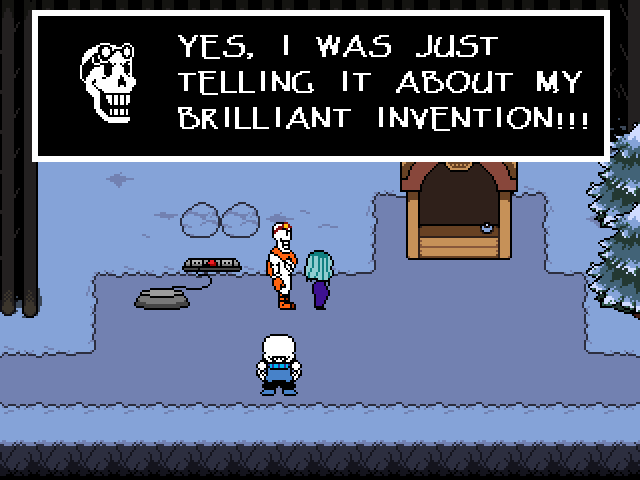 YES, I WAS JUST
TELLING IT ABOUT MY
BRILLIANT INVENTION!!!